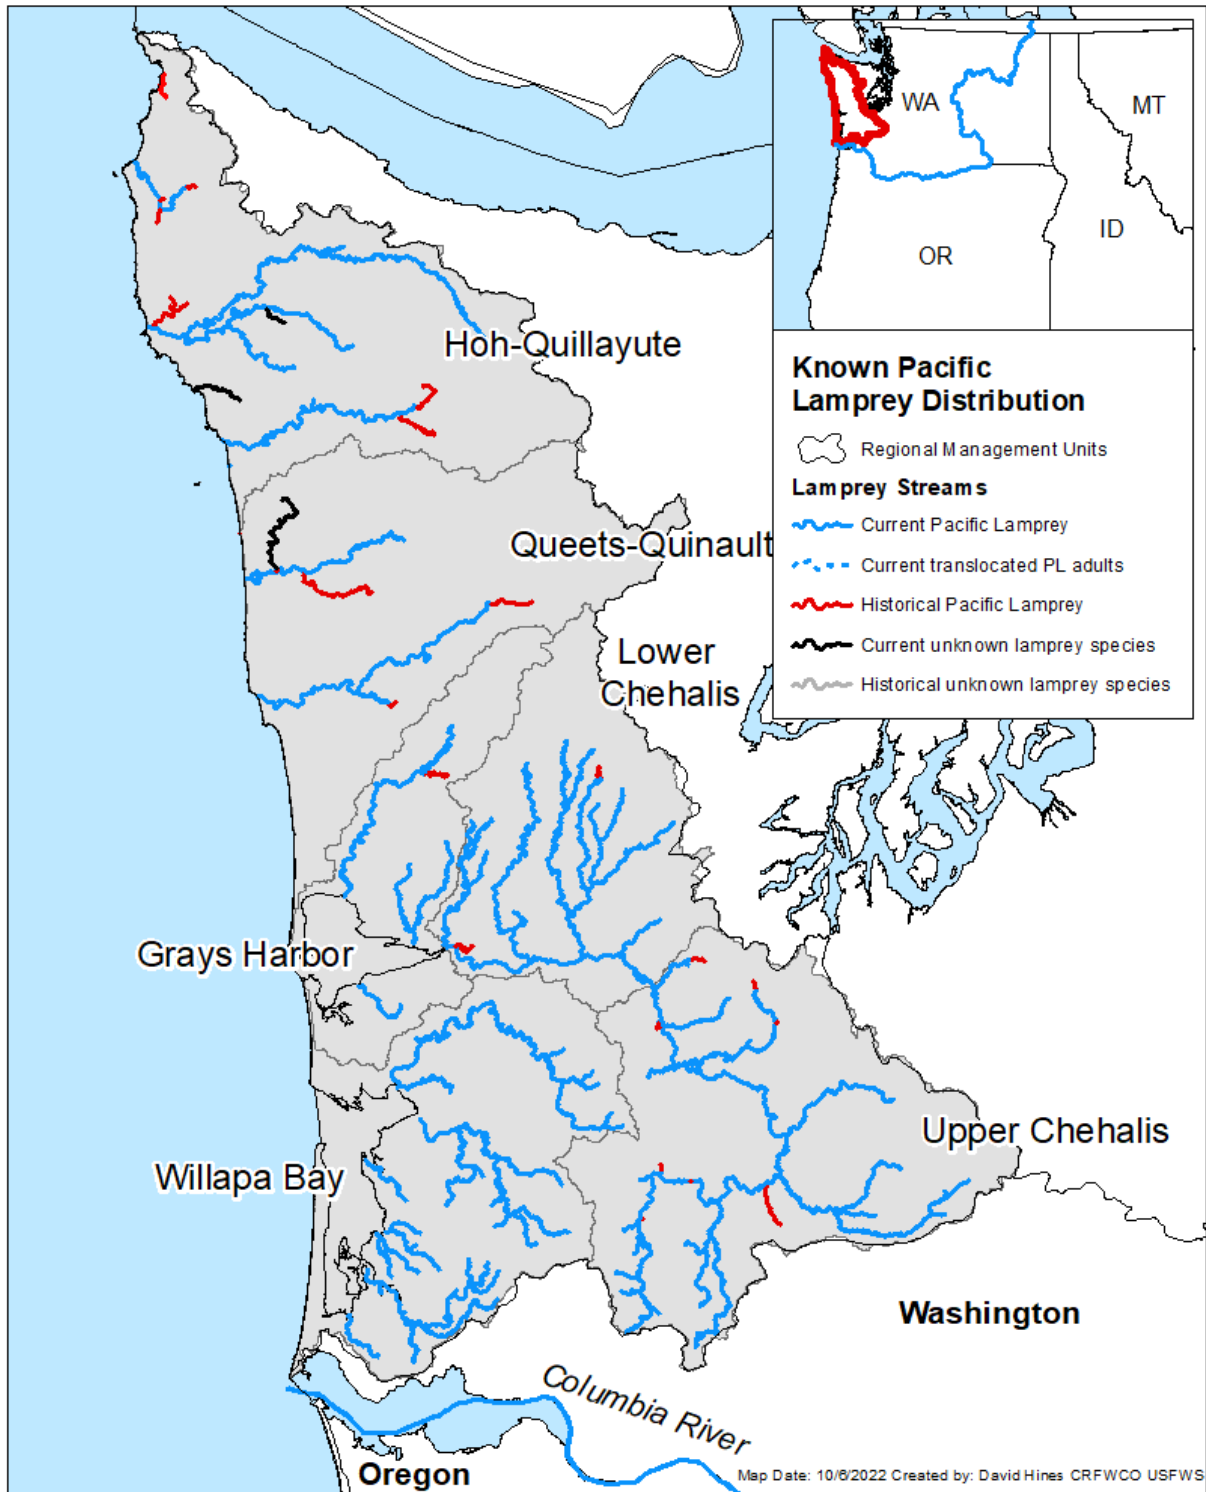 WA
MT
ID
OR
Known Pacific
Lamprey Distribution
Regional Management Units
Lamprey Streams
Current Pacific Lamprey
Current translocated PL adults
Historical Pacific Lamprey
Current unknown lamprey species
Historical unknown lamprey species
Hoh-Quillayute
Queets-Quinault
Lower
Chehalis
Grays Harbor
Upper Chehalis
Willapa Bay
Washington
Columbia River
Oregon
Map Date: 10/6/2022 Created by: David Hines CRFWCO USFWS